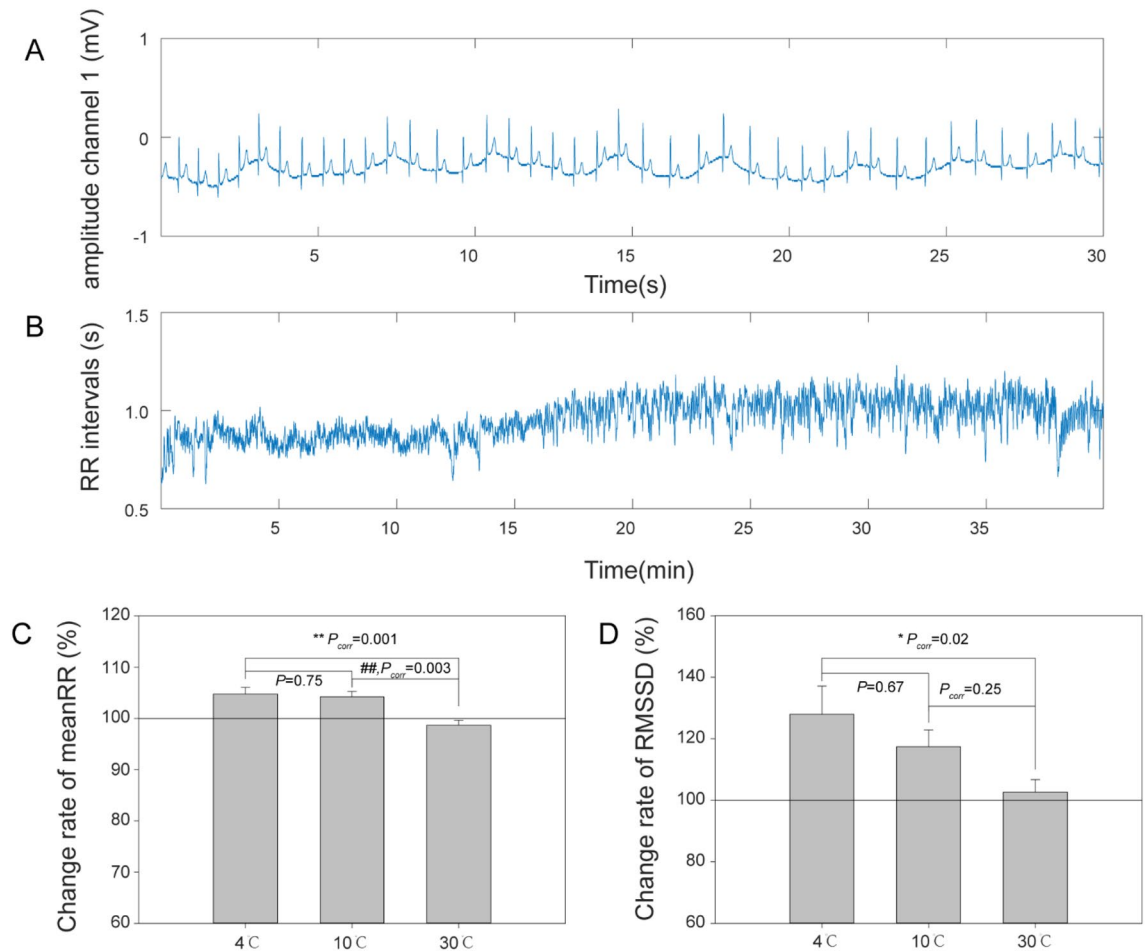 A
amplitude channel 1 (mV)
1
0
-1
5
10
15
20
25
30
Time(s)
B
RR intervals (s)
1.5
1.0
0.5
5
10
15
20
25
30
35
Time(min)
C
Change rate of meanRR (%)
120
110
100
90
80
70
60
** Pcorr=0.001
##,Pcorr=0.003
P=0.75
4℃
10℃
30℃
D
Change rate of RMSSD (%)
160
140
120
100
80
60
* Pcorr=0.02
P=0.67
Pcorr=0.25
4℃
10℃
30℃